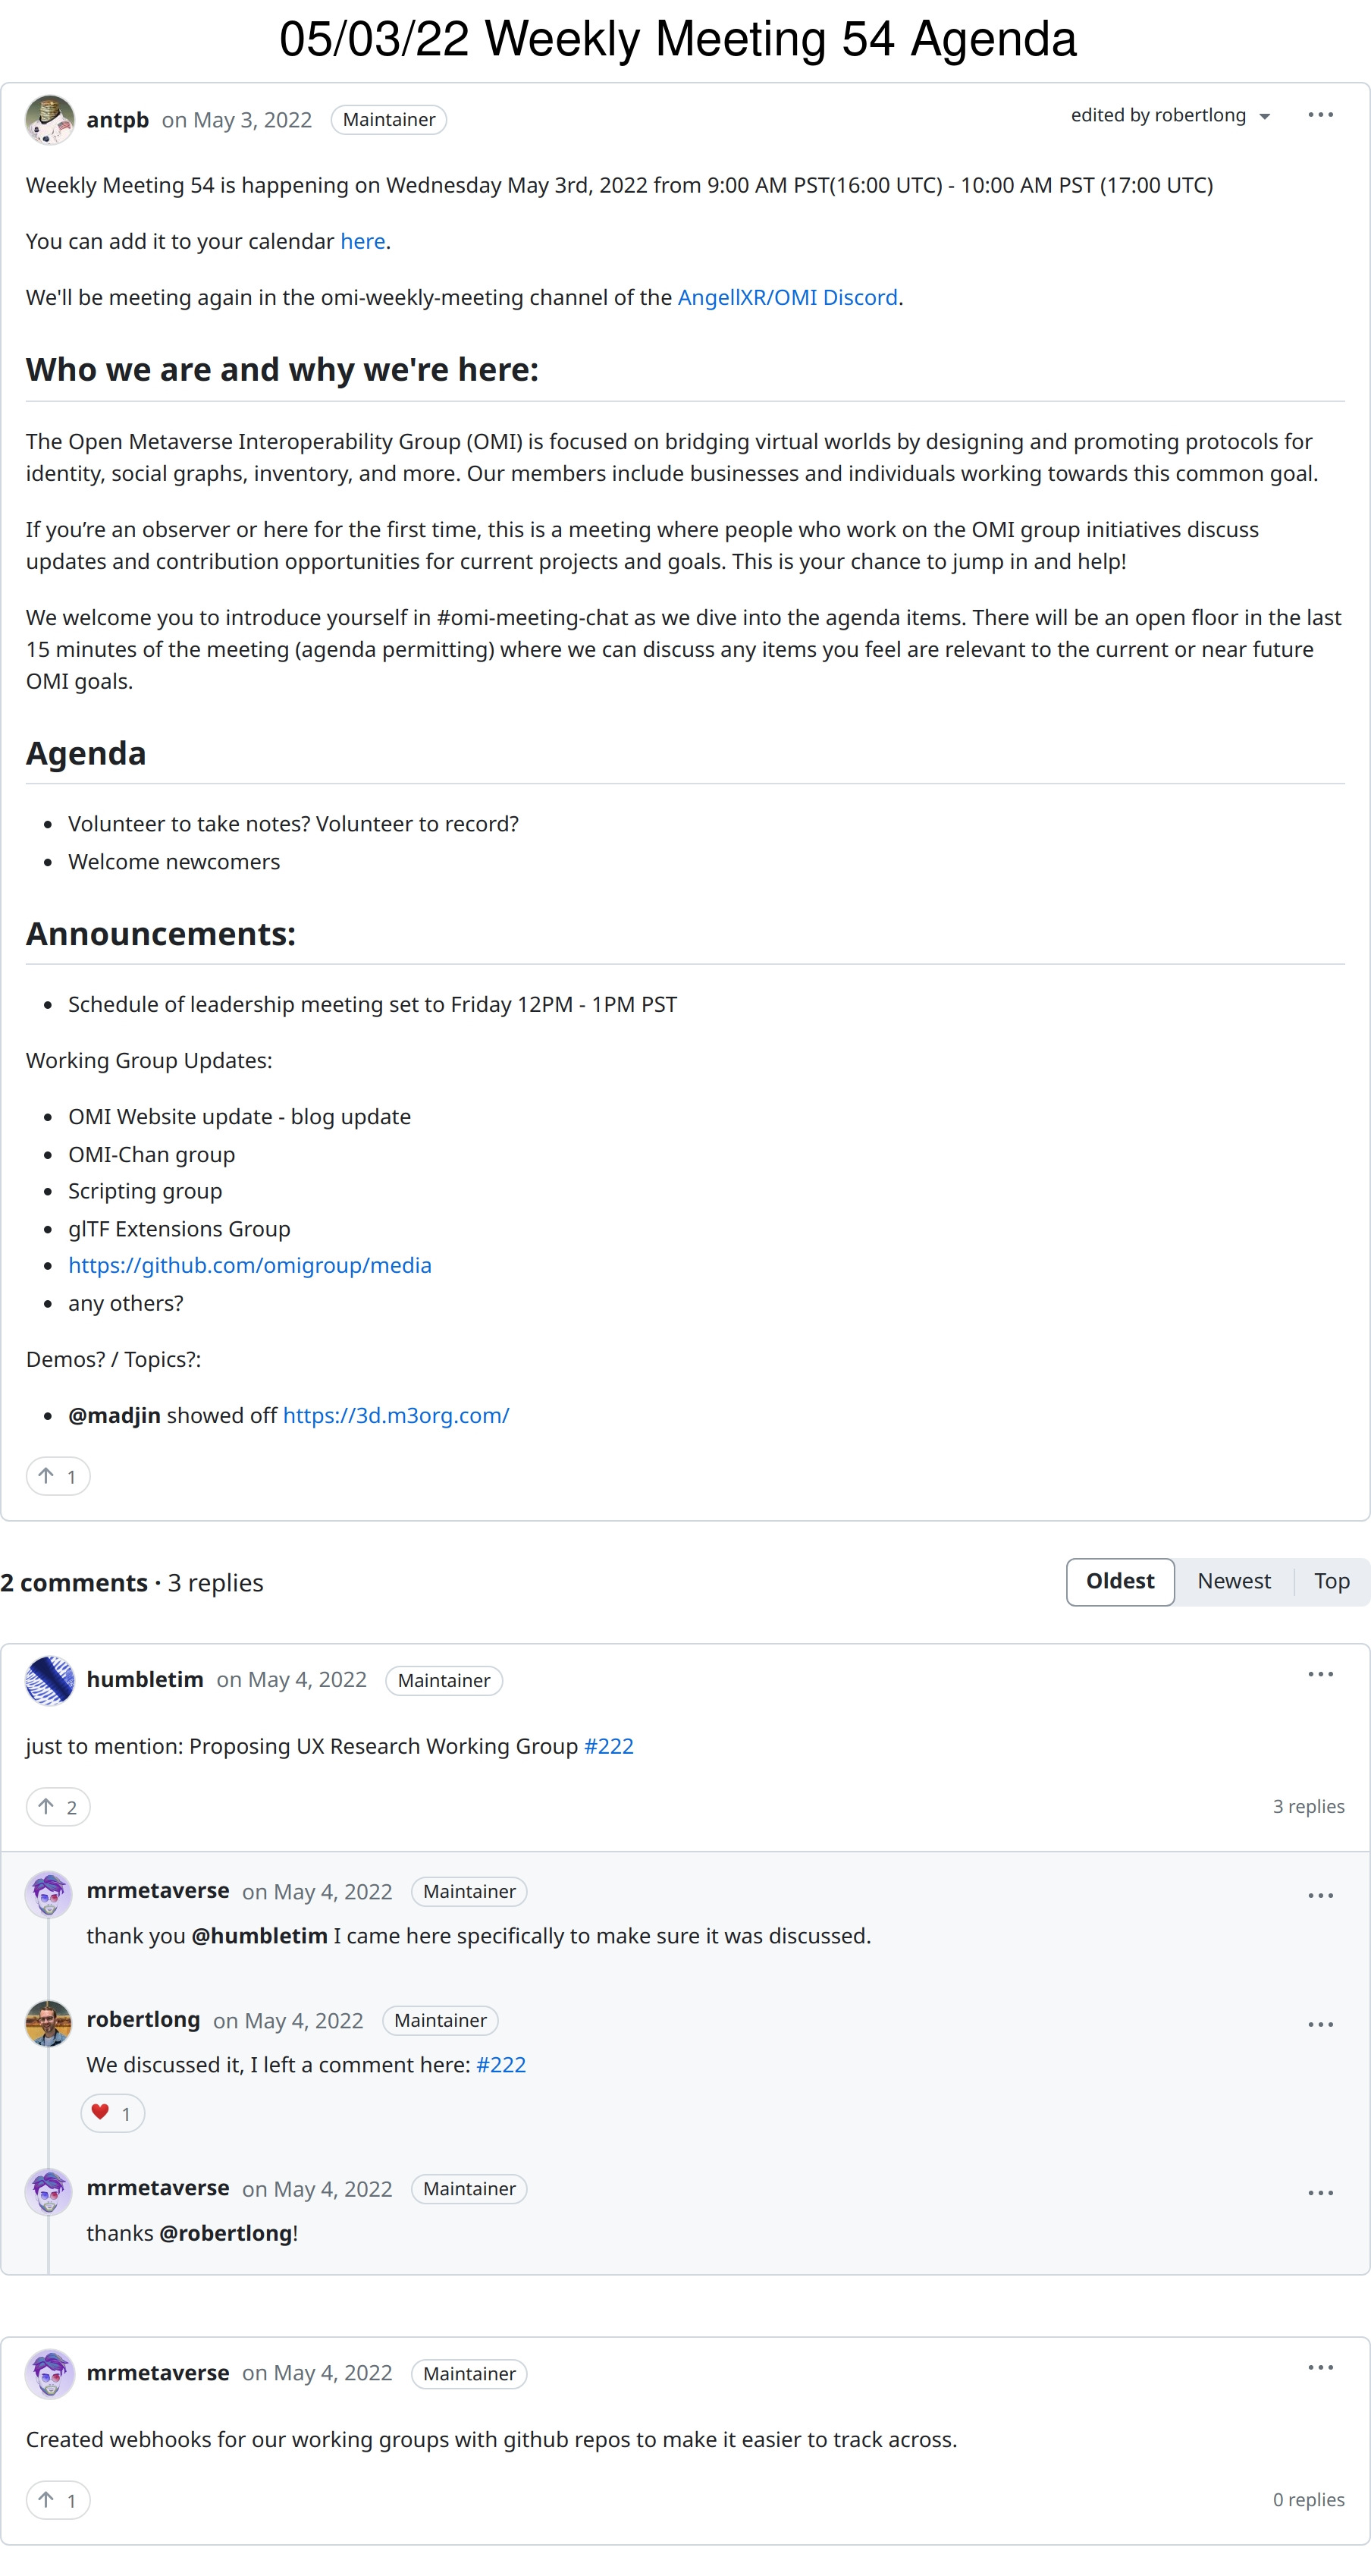 05/03/22 Weekly Meeting 54 Agenda
antpb on May 3, 2022 Maintainer edited by robertlong
Weekly Meeting 54 is happening on Wednesday May 3rd, 2022 from 9:00 AM PST(16:00 UTC) - 10:00 AM PST (17:00 UTC)
You can add it to your calendar here.
We'll be meeting again in the omi-weekly-meeting channel of the AngellXR/OMI Discord.
Who we are and why we're here:
The Open Metaverse Interoperability Group (OMI) is focused on bridging virtual worlds by designing and promoting protocols for
identity, social graphs, inventory, and more. Our members include businesses and individuals working towards this common goal.
If you’re an observer or here for the first time, this is a meeting where people who work on the OMI group initiatives discuss
updates and contribution opportunities for current projects and goals. This is your chance to jump in and help!
We welcome you to introduce yourself in #omi-meeting-chat as we dive into the agenda items. There will be an open floor in the last
15 minutes of the meeting (agenda permitting) where we can discuss any items you feel are relevant to the current or near future
OMI goals.
Agenda
• Volunteer to take notes? Volunteer to record?
• Welcome newcomers
Announcements:
• Schedule of leadership meeting set to Friday 12PM - 1PM PST
Working Group Updates:
• OMI Website update - blog update
• OMI-Chan group
• Scripting group
• glTF Extensions Group
• https://github.com/omigroup/media
• any others?
Demos? / Topics?:
• @madjin showed off https://3d.m3org.com/
↑ 1
2 comments · 3 replies Oldest Newest Top
humbletim on May 4, 2022 Maintainer
just to mention: Proposing UX Research Working Group #222
↑ 2 3 replies
mrmetaverse on May 4, 2022 Maintainer
thank you @humbletim I came here specifically to make sure it was discussed.
robertlong on May 4, 2022 Maintainer
We discussed it, I left a comment here: #222
❤️ 1
mrmetaverse on May 4, 2022 Maintainer
thanks @robertlong!
mrmetaverse on May 4, 2022 Maintainer
Created webhooks for our working groups with github repos to make it easier to track across.
↑ 1 0 replies